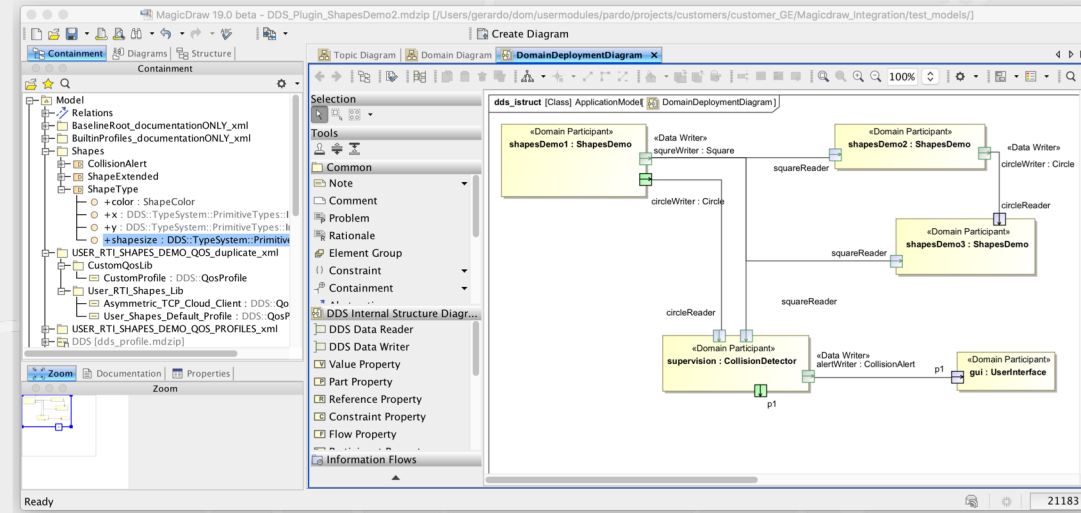 MagicDraw 19.0 beta - DDS_Plugin_ShapesDemo2.mdzip [/Users/gerardo/dom/usermodules/pardo/projects/customers/customer_GE/Magicdraw_Integration/test_models/]
Create Diagram
Containment
Diagrams
Structure
Containment
Model
Relations
BaselineRoot_documentationONLY_xml
BuiltinProfiles_documentationONLY_xml
Shapes
CollisionAlert
ShapeExtended
ShapeType
+color : ShapeColor
+x : DDS::TypeSystem::PrimitiveTypes::I
+y : DDS::TypeSystem::PrimitiveTypes::I
+shapesize : DDS::TypeSystem::Primitive
USER_RTI_SHAPES_DEMO_QOS_duplicate_xml
CustomQosLib
CustomProfile : DDS::QosProfile
User_RTI_Shapes_Lib
Asymmetric_TCP_Cloud_Client : DDS::Qo
User_Shapes_Default_Profile : DDS::QosP
USER_RTI_SHAPES_DEMO_QOS_PROFILES_xml
DDS [dds_profile.mdzip]
Zoom
Documentation
Properties
Zoom
Ready
Topic Diagram
Domain Diagram
DomainDeploymentDiagram
100%
Selection
Tools
Common
Note
Comment
Problem
Rationale
Element Group
Constraint
Containment
DDS Internal Structure Diagr...
DDS Data Reader
DDS Data Writer
Value Property
Part Property
Reference Property
Constraint Property
Flow Property
Information Flows
dds_istruct [Class] ApplicationModel[ DomainDeploymentDiagram ]
«Domain Participant»
shapesDemo1 : ShapesDemo
«Data Writer»
squreWriter : Square
circleWriter : Circle
«Domain Participant»
shapesDemo2 : ShapesDemo
squareReader
«Data Writer»
circleWriter : Circle
circleReader
«Domain Participant»
shapesDemo3 : ShapesDemo
squareReader
squareReader
circleReader
«Domain Participant»
supervision : CollisionDetector
«Data Writer»
alertWriter : CollisionAlert
p1
p1
«Domain Participant»
gui : UserInterface
21183